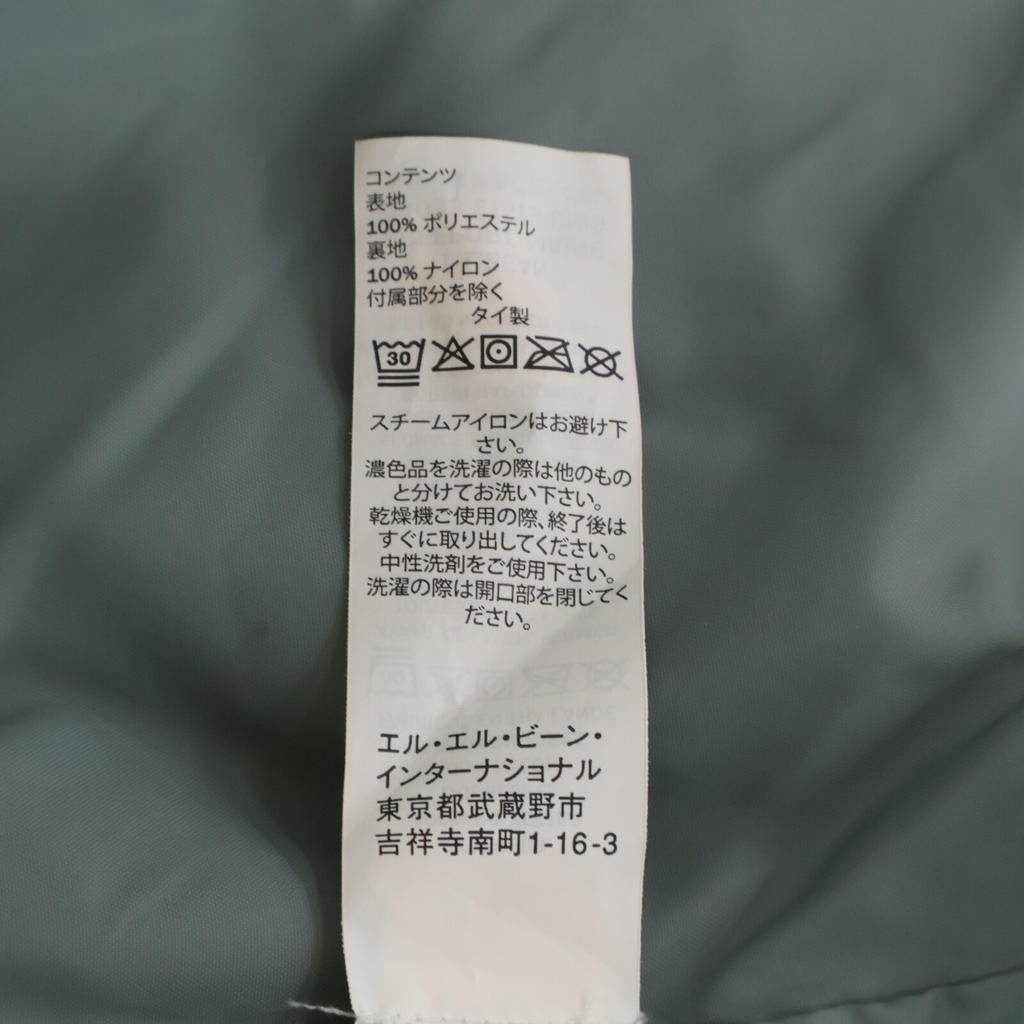 コンテンツ
表地
100% ポリエステル
裏地
100% ナイロン
付属部分を除く
タイ製
30
スチームアイロンはお避け下
さい。
濃色品を洗濯の際は他のもの
と分けてお洗い下さい。
乾燥機ご使用の際、終了後は
すぐに取り出してください。
中性洗剤をご使用下さい。
洗濯の際は開口部を閉じてく
ださい。
エル・エル・ビーン・
インターナショナル
東京都武蔵野市
吉祥寺南町1-16-3